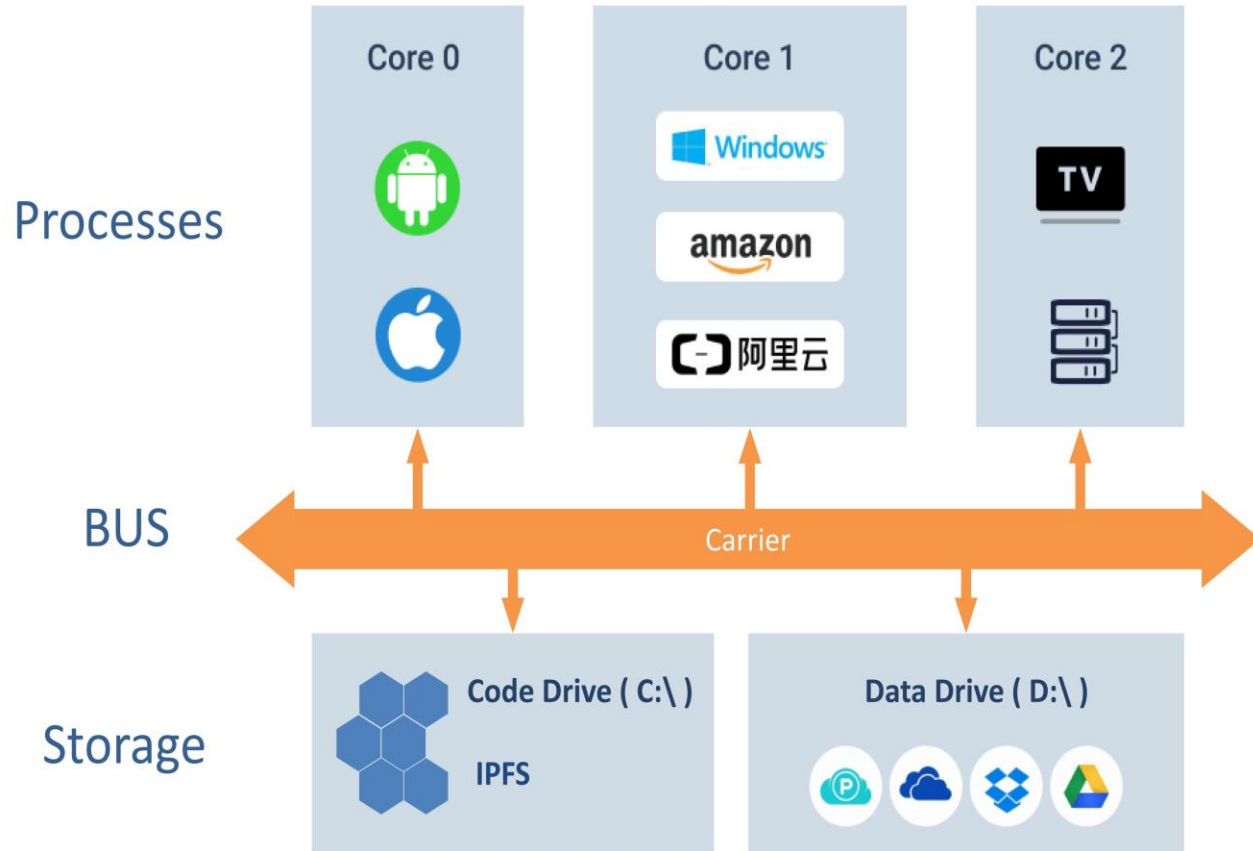 Core 0
Core 1
Core 2
Windows
TV
amazon
Processes
阿里云
BUS
Carrier
Code Drive ( C:\ )
Data Drive ( D:\ )
Storage
IPFS
P